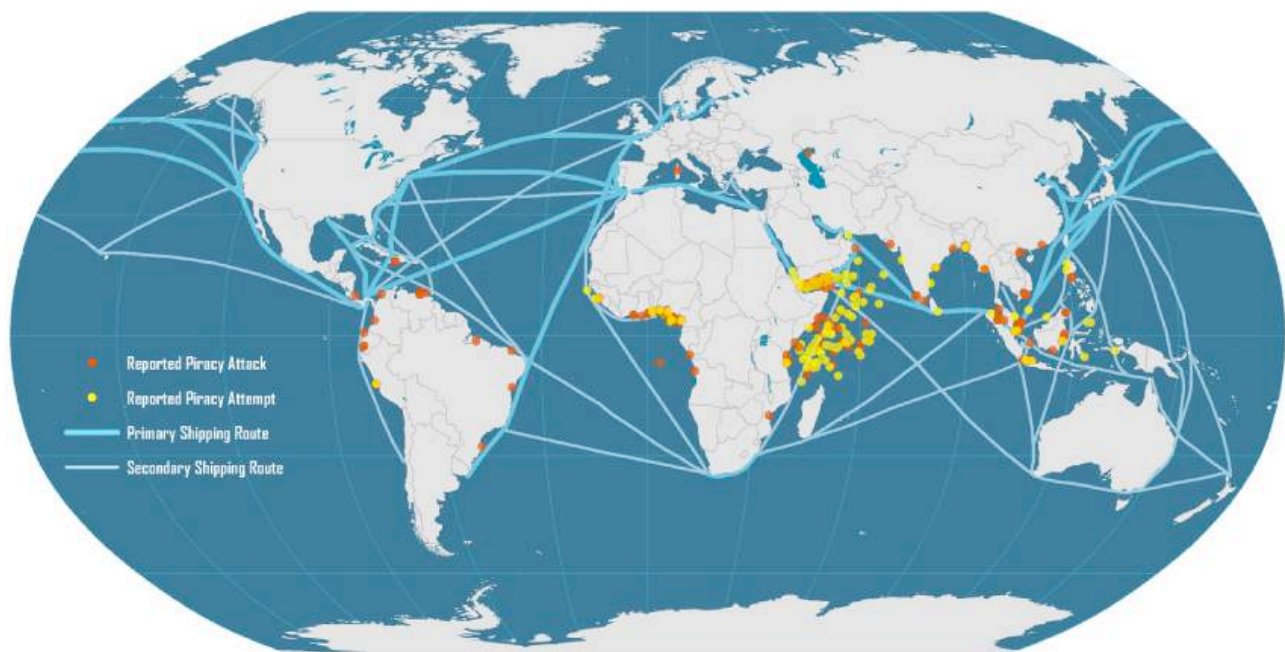 Reported Piracy Attack
Reported Piracy Attempt
Primary Shipping Route
Secondary Shipping Route